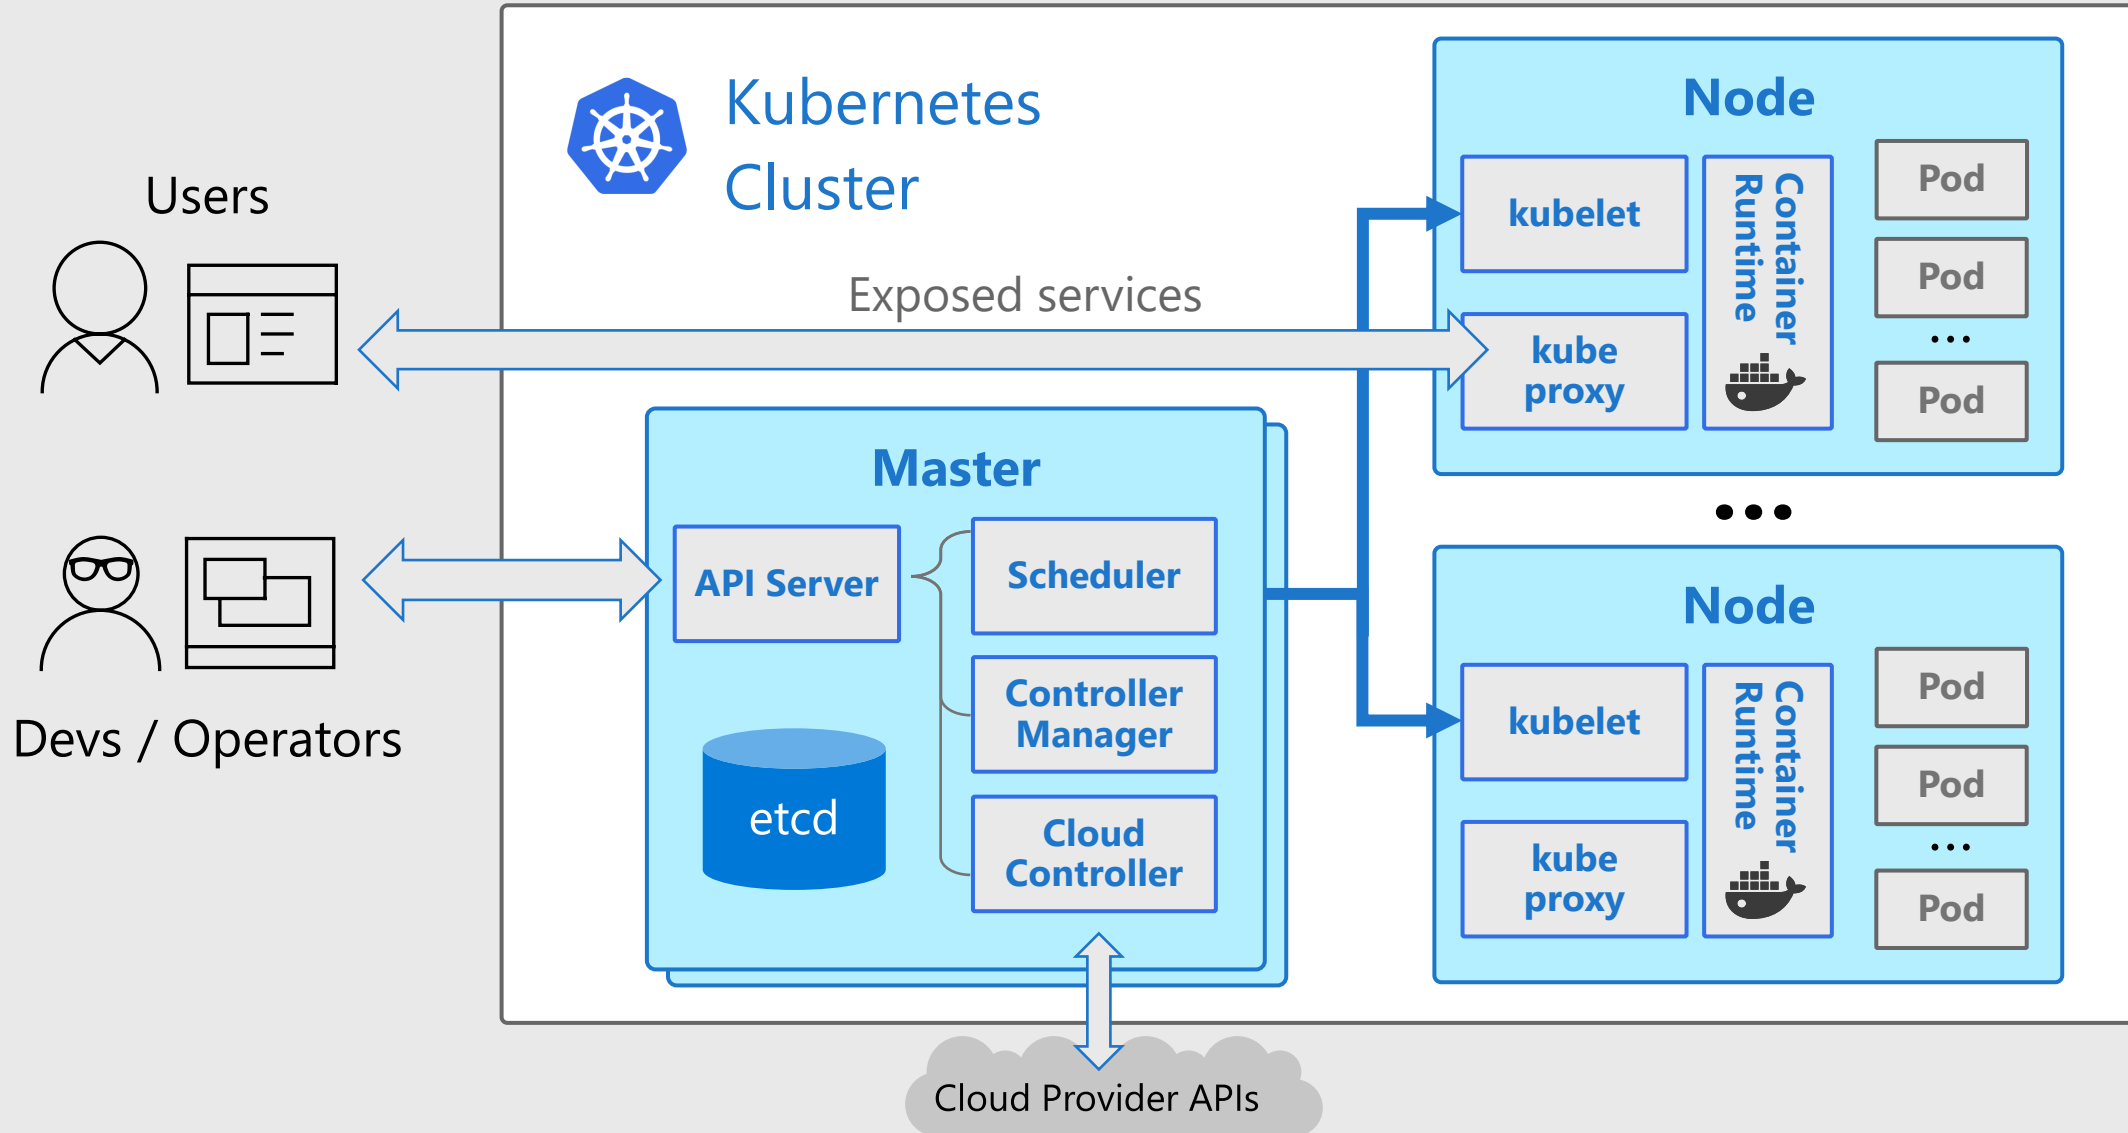 Kubernetes
Cluster
Users
Exposed services
Devs / Operators
Master
API Server
Scheduler
Controller
Manager
Cloud
Controller
etcd
Cloud Provider APIs
Node
kubelet
kube
proxy
Container
Runtime
Pod
Pod
...
Pod
...
Node
kubelet
kube
proxy
Container
Runtime
Pod
Pod
...
Pod